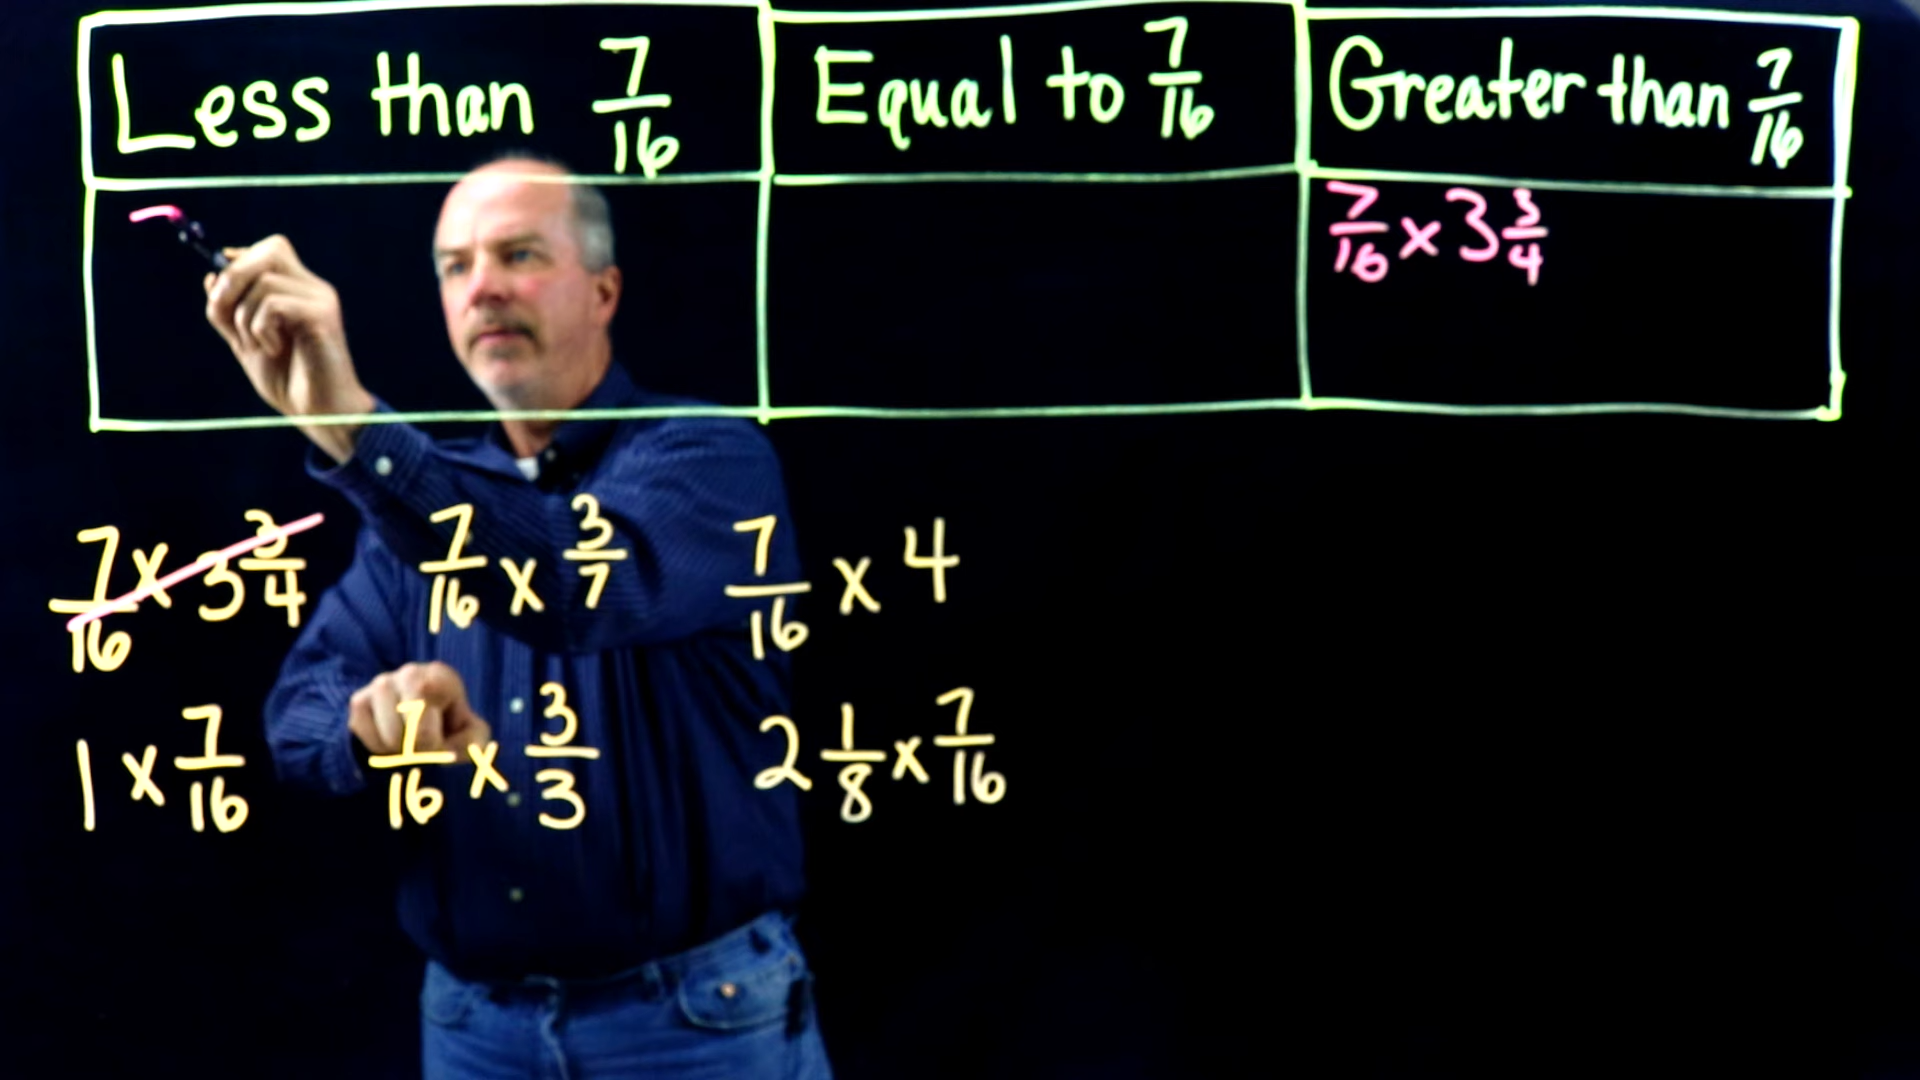 Less than 7/16 Equal to 7/16 Greater than 7/16
7/16 x 3 3/4
7/16 x 3 3/4 7/16 x 3/7 7/16 x 4
1 x 7/16 7/16 x 3/3 2 1/8 x 7/16